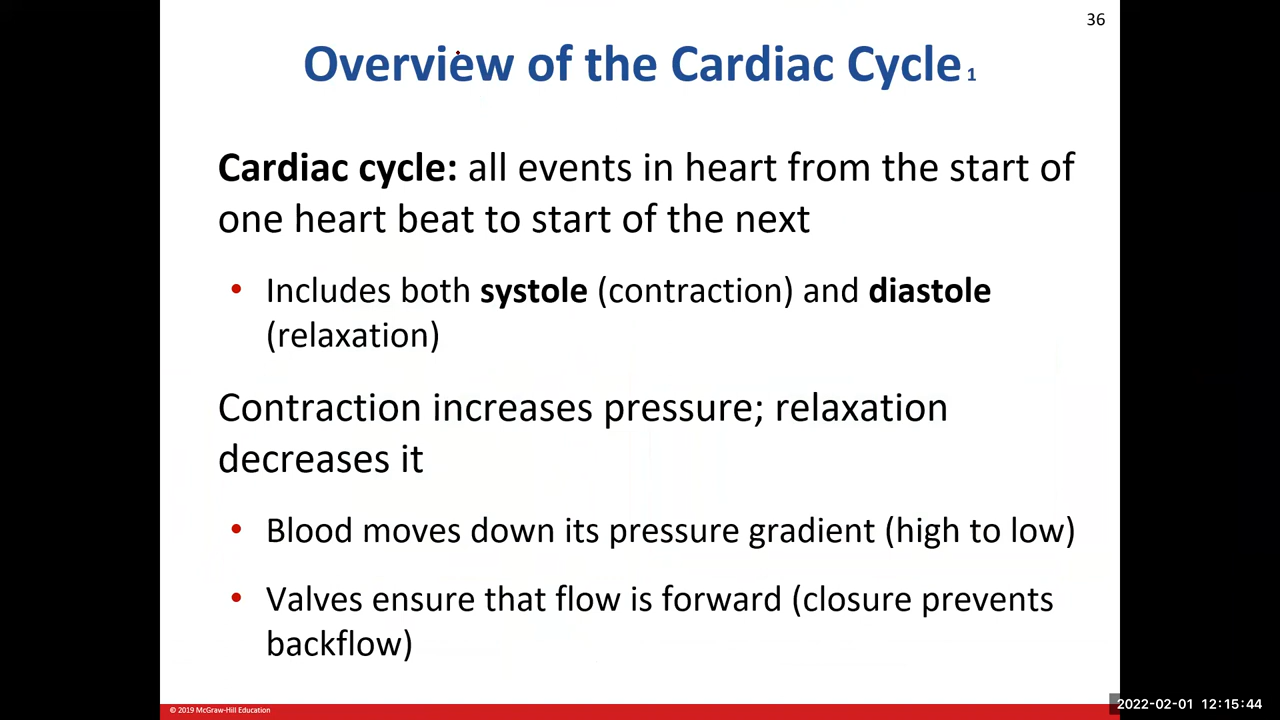 36
Overview of the Cardiac Cycle 1
Cardiac cycle: all events in heart from the start of
one heart beat to start of the next
• Includes both systole (contraction) and diastole
(relaxation)
Contraction increases pressure; relaxation
decreases it
• Blood moves down its pressure gradient (high to low)
• Valves ensure that flow is forward (closure prevents
backflow)
© 2019 McGraw-Hill Education
2022-02-01 12:15:44